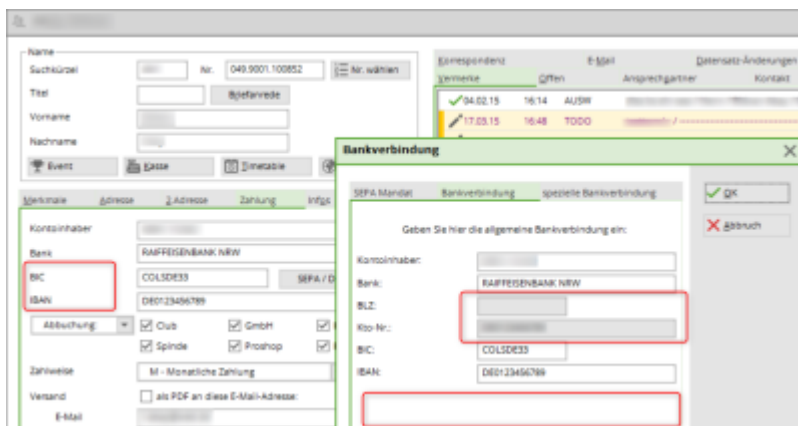 Name
Suchkürzel
Nr.
049.9001.100852
Nr. wählen
Titel
Briefanrede
Vorname
Nachname
Event
Kasse
Timetable
Merkmale
Adresse
2.Adresse
Zahlung
Infos
Kontoinhaber
Bank
RAIFFEISENBANK NRW
BIC
COLSDE33
SEPA / D
IBAN
DE0123456789
Abbuchung
Club
GmbH
Spinde
Proshop
Zahlweise
M - Monatliche Zahlung
Versand
als PDF an diese E-Mail-Adresse:
E-Mail
Korrespondenz
E-Mail
Datensatz-Änderungen
Vermerke
Offen
Ansprechpartner
Kontakt
04.02.15
16:14
AUSW
17.03.15
16:48
TODO
Bankverbindung
SEPA Mandat
Bankverbindung
spezielle Bankverbindung
OK
Abbruch
Geben Sie hier die allgemeine Bankverbindung ein:
Kontoinhaber:
Bank:
RAIFFEISENBANK NRW
BLZ:
Kto-Nr.:
BIC:
COLSDE33
IBAN:
DE0123456789